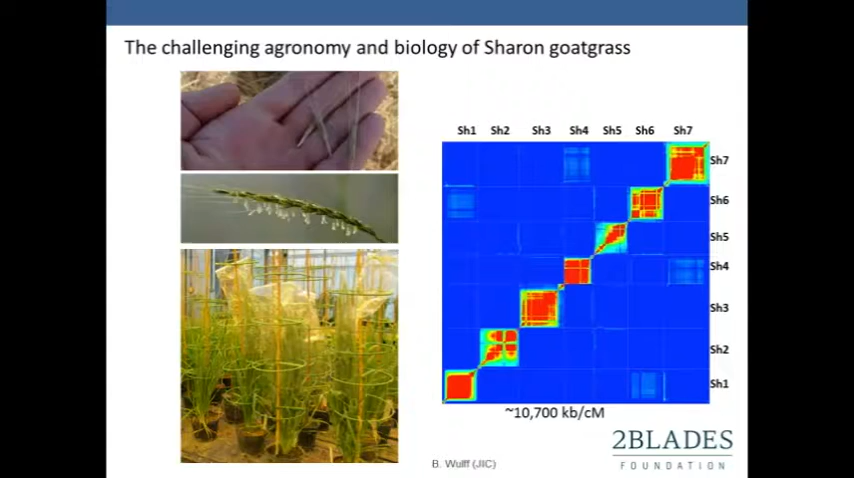 The challenging agronomy and biology of Sharon goatgrass
Sh1 Sh2 Sh3 Sh4 Sh5 Sh6 Sh7
Sh7
Sh6
Sh5
Sh4
Sh3
Sh2
Sh1
~10,700 kb/cM
B. Wulff (JIC)
2BLADES
FOUNDATION